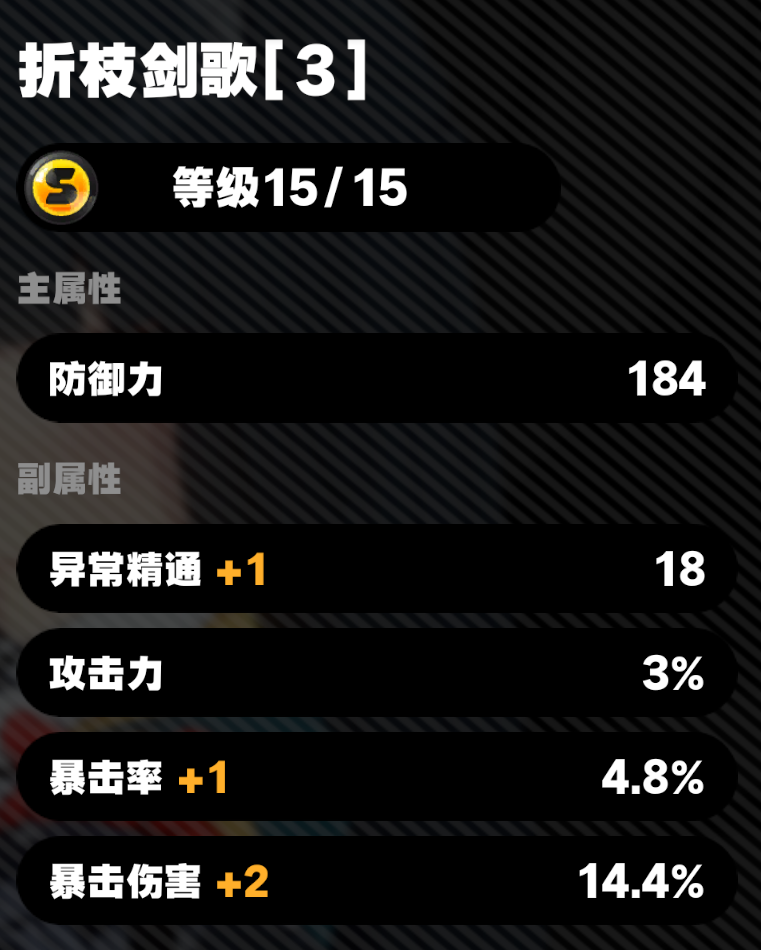 折枝剑歌[3]
S 等级15/15
主属性
防御力 184
副属性
异常精通 +1 18
攻击力 3%
暴击率 +1 4.8%
暴击伤害 +2 14.4%